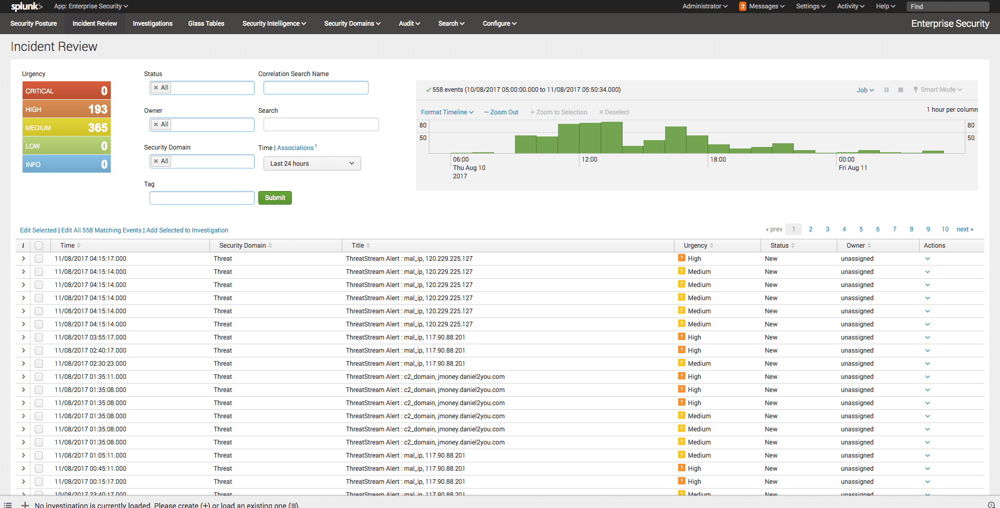 splunk> App: Enterprise Security Administrator 2 Messages Settings Activity Help Find
Security Posture Incident Review Investigations Glass Tables Security Intelligence Security Domains Audit Search Configure Enterprise Security
Incident Review
Urgency
CRITICAL 0
HIGH 193
MEDIUM 365
LOW 0
INFO 0
Status
All
Correlation Search Name
Owner
All
Search
Security Domain
All
Time | Associations ?
Last 24 hours
Tag
Submit
558 events (10/08/2017 05:00:00.000 to 11/08/2017 05:50:34.000)
Job Smart Mode
Format Timeline — Zoom Out + Zoom to Selection × Deselect
1 hour per column
80 80
50 50
06:00 12:00 18:00 00:00
Thu Aug 10 Fri Aug 11
2017
Edit Selected | Edit All 558 Matching Events | Add Selected to Investigation
« prev 1 2 3 4 5 6 7 8 9 10 next »
i Time Security Domain Title Urgency Status Owner Actions
11/08/2017 04:15:17.000 Threat ThreatStream Alert : mal_ip, 120.229.225.127 High New unassigned
11/08/2017 04:15:14.000 Threat ThreatStream Alert : mal_ip, 120.229.225.127 Medium New unassigned
11/08/2017 04:15:14.000 Threat ThreatStream Alert : mal_ip, 120.229.225.127 Medium New unassigned
11/08/2017 04:15:14.000 Threat ThreatStream Alert : mal_ip, 120.229.225.127 Medium New unassigned
11/08/2017 04:15:14.000 Threat ThreatStream Alert : mal_ip, 120.229.225.127 Medium New unassigned
11/08/2017 04:15:14.000 Threat ThreatStream Alert : mal_ip, 120.229.225.127 Medium New unassigned
11/08/2017 03:55:17.000 Threat ThreatStream Alert : mal_ip, 117.90.88.201 High New unassigned
11/08/2017 02:40:17.000 Threat ThreatStream Alert : mal_ip, 117.90.88.201 High New unassigned
11/08/2017 02:30:23.000 Threat ThreatStream Alert : mal_ip, 117.90.88.201 Medium New unassigned
11/08/2017 01:35:11.000 Threat ThreatStream Alert : c2_domain, jmoney.daniel2you.com High New unassigned
11/08/2017 01:35:08.000 Threat ThreatStream Alert : c2_domain, jmoney.daniel2you.com High New unassigned
11/08/2017 01:35:08.000 Threat ThreatStream Alert : c2_domain, jmoney.daniel2you.com High New unassigned
11/08/2017 01:35:08.000 Threat ThreatStream Alert : c2_domain, jmoney.daniel2you.com Medium New unassigned
11/08/2017 01:35:08.000 Threat ThreatStream Alert : c2_domain, jmoney.daniel2you.com Medium New unassigned
11/08/2017 01:35:08.000 Threat ThreatStream Alert : c2_domain, jmoney.daniel2you.com Medium New unassigned
11/08/2017 01:05:11.000 Threat ThreatStream Alert : mal_ip, 117.90.88.201 Medium New unassigned
11/08/2017 00:45:11.000 Threat ThreatStream Alert : mal_ip, 117.90.88.201 High New unassigned
11/08/2017 00:15:17.000 Threat ThreatStream Alert : mal_ip, 117.90.88.201 High New unassigned
10/08/2017 23:40:17.000 Threat ThreatStream Alert : mal_ip, 117.90.88.201 Medium New unassigned
No investigation is currently loaded. Please create (+) or load an existing one (≔).